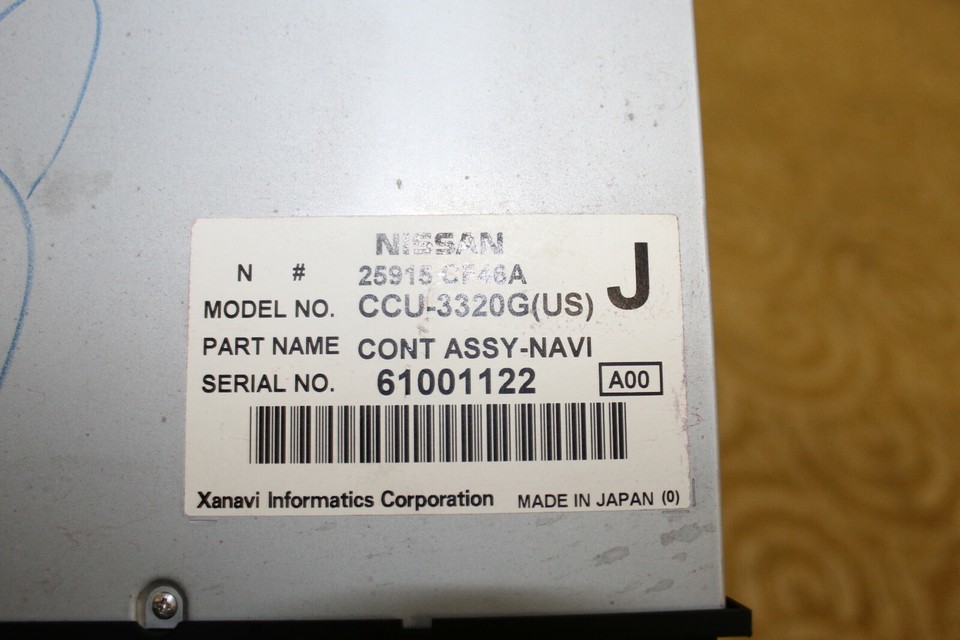 NISSAN
N # 25915 CF46A
J
MODEL NO. CCU-3320G(US)
PART NAME CONT ASSY-NAVI
SERIAL NO. 61001122 A00
Xanavi Informatics Corporation MADE IN JAPAN (0)